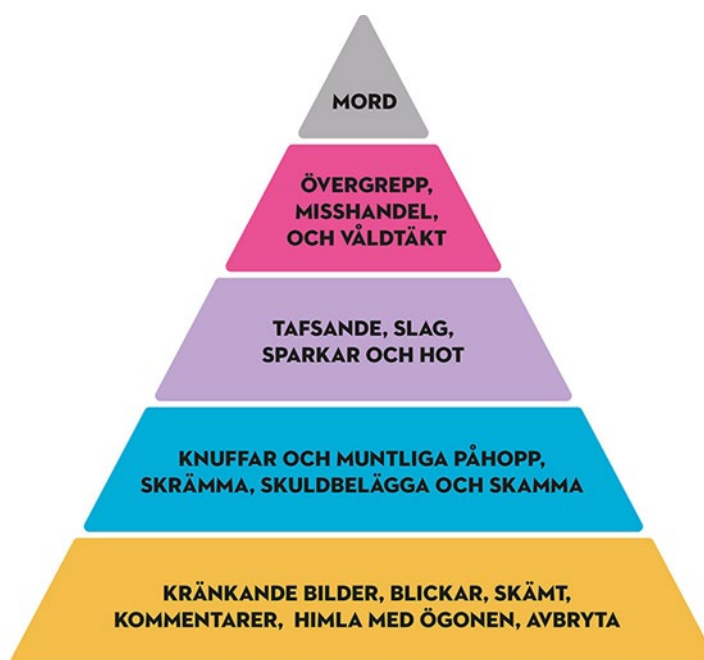 MORD
ÖVERGREPP,
MISSHANDEL,
OCH VÅLDTÄKT
TAFSANDE, SLAG,
SPARKAR OCH HOT
KNUFFAR OCH MUNTLIGA PÅHOPP,
SKRÄMMA, SKULDBELÄGGA OCH SKAMMA
KRÄNKANDE BILDER, BLICKAR, SKÄMT,
KOMMENTARER, HIMLA MED ÖGONEN, AVBRYTA